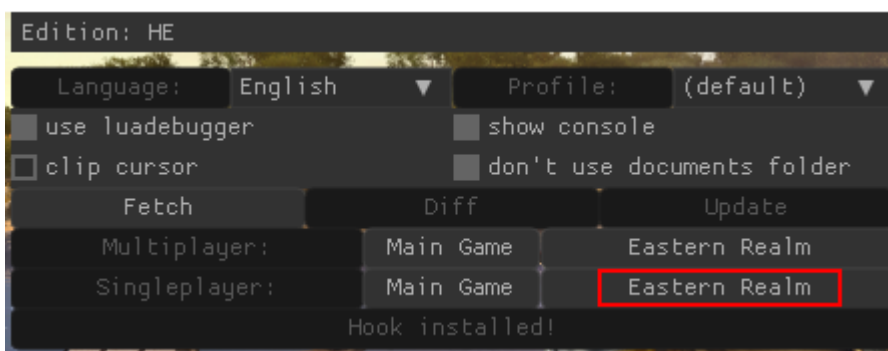 Edition: HE
Language: English ▼ Profile: (default) ▼
use luadebugger show console
clip cursor don't use documents folder
Fetch Diff Update
Multiplayer: Main Game Eastern Realm
Singleplayer: Main Game Eastern Realm
Hook installed!